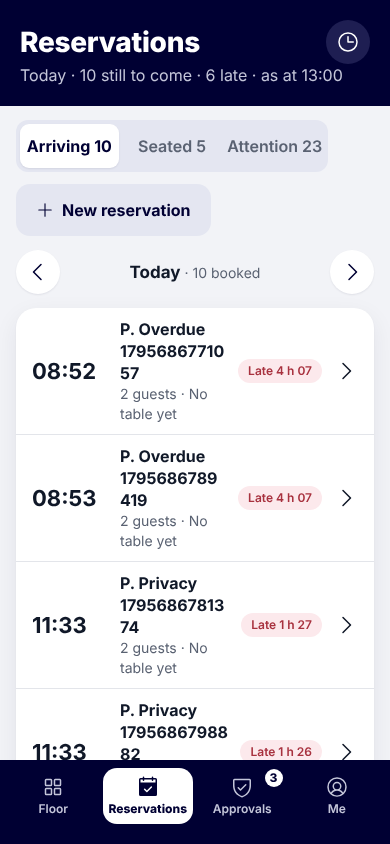 Reservations
Today · 10 still to come · 6 late · as at 13:00
Arriving 10 Seated 5 Attention 23
+ New reservation
Today · 10 booked
08:52
P. Overdue
17956867710
57
2 guests · No
table yet
Late 4 h 07
08:53
P. Overdue
1795686789
419
2 guests · No
table yet
Late 4 h 07
11:33
P. Privacy
17956867813
74
2 guests · No
table yet
Late 1 h 27
11:33
P. Privacy
17956867988
82
Late 1 h 26
3
Floor Reservations Approvals Me